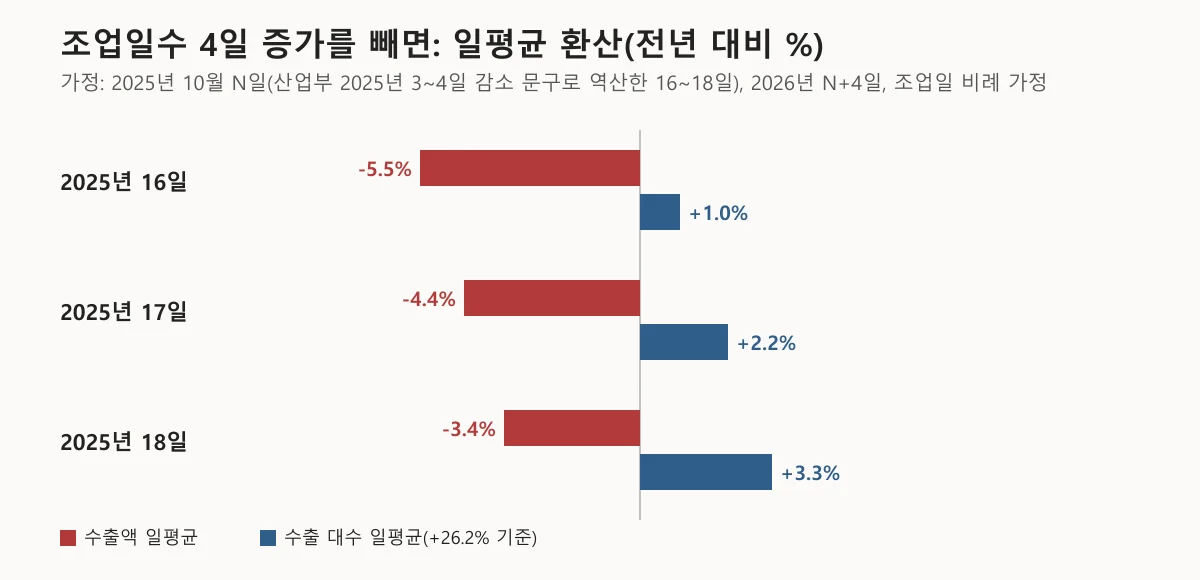 조업일수 4일 증가를 빼면: 일평균 환산(전년 대비 %)
가정: 2025년 10월 N일(산업부 2025년 3~4일 감소 문구로 역산한 16~18일), 2026년 N+4일, 조업일 비례 가정
2025년 16일
-5.5%
+1.0%
2025년 17일
-4.4%
+2.2%
2025년 18일
-3.4%
+3.3%
수출액 일평균
수출 대수 일평균(+26.2% 기준)